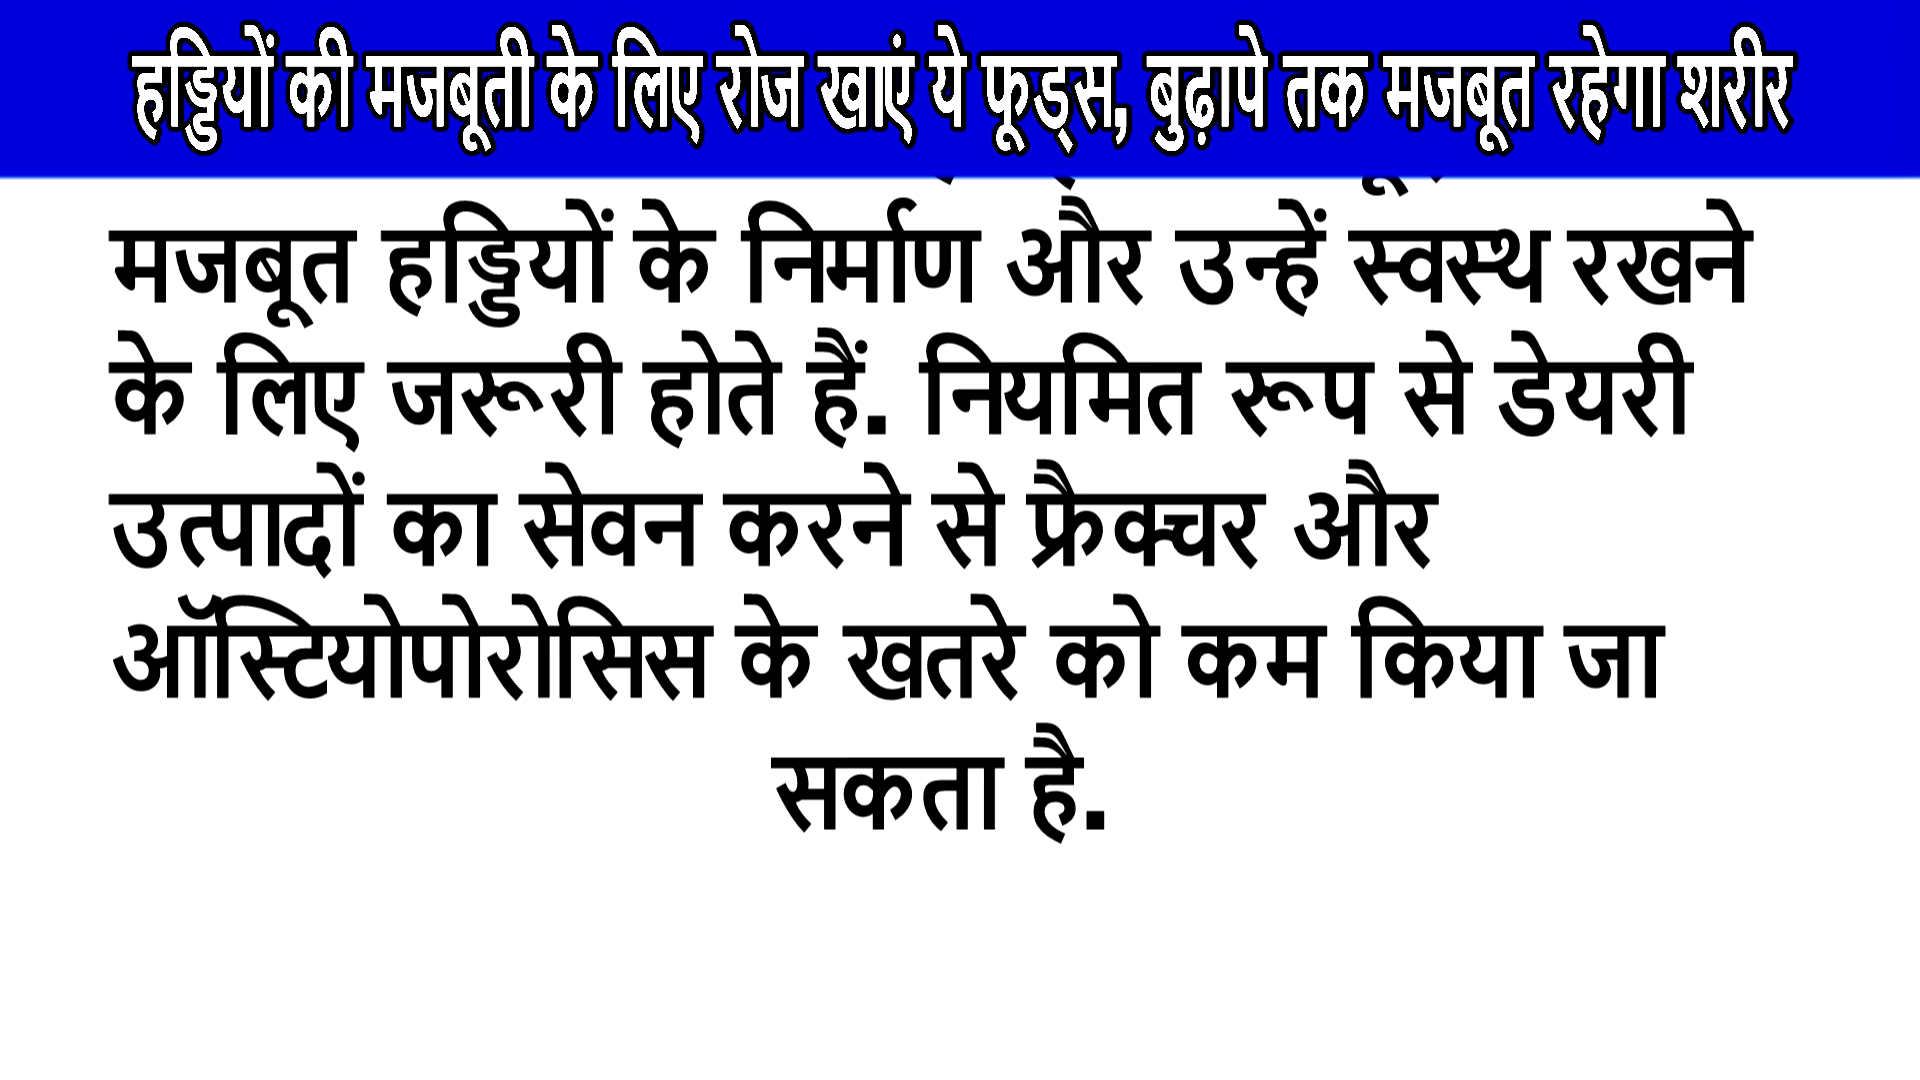 हड्डियों की मजबूती के लिए रोज खाएं ये फूड्स, बुढ़ापे तक मजबूत रहेगा शरीर
मजबूत हड्डियों के निर्माण और उन्हें स्वस्थ रखने
के लिए जरूरी होते हैं. नियमित रूप से डेयरी
उत्पादों का सेवन करने से फ्रैक्चर और
ऑस्टियोपोरोसिस के खतरे को कम किया जा
सकता है.